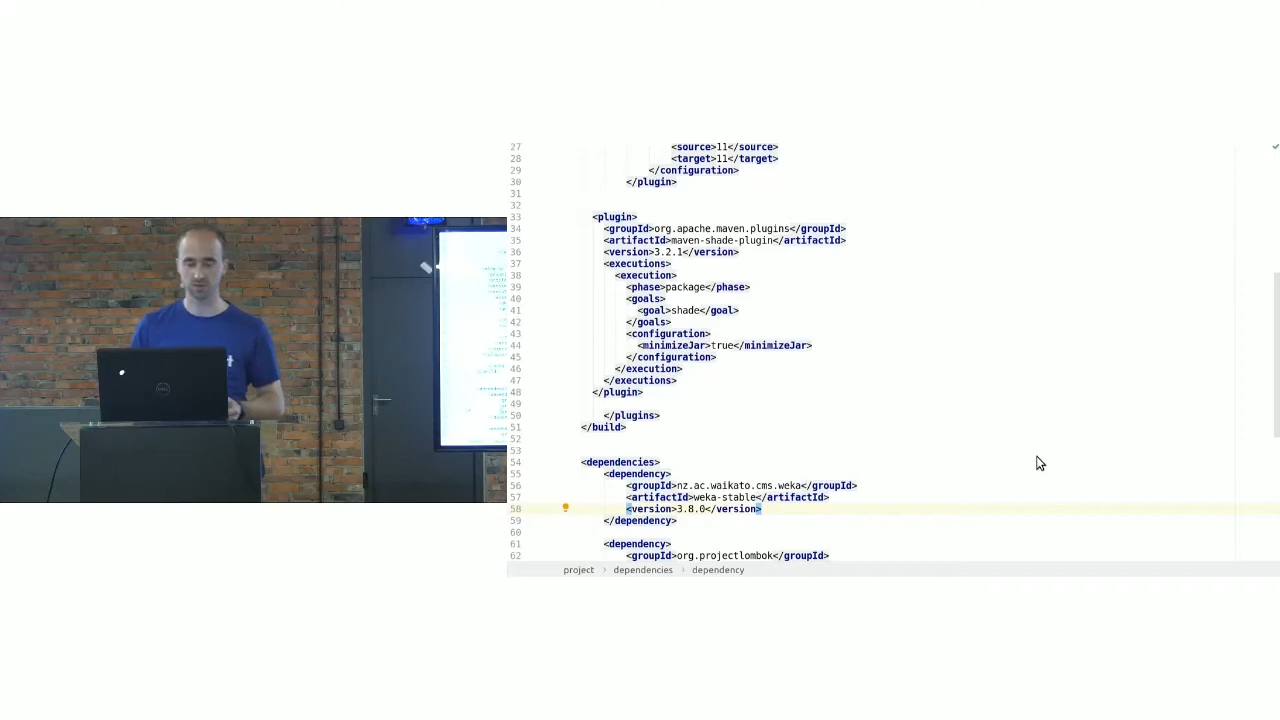 27 <source>11</source>
28 <target>11</target>
29 </configuration>
30 </plugin>
31
32
33 <plugin>
34 <groupId>org.apache.maven.plugins</groupId>
35 <artifactId>maven-shade-plugin</artifactId>
36 <version>3.2.1</version>
37 <executions>
38 <execution>
39 <phase>package</phase>
40 <goals>
41 <goal>shade</goal>
42 </goals>
43 <configuration>
44 <minimizeJar>true</minimizeJar>
45 </configuration>
46 </execution>
47 </executions>
48 </plugin>
49
50 </plugins>
51 </build>
52
53
54 <dependencies>
55 <dependency>
56 <groupId>nz.ac.waikato.cms.weka</groupId>
57 <artifactId>weka-stable</artifactId>
58 <version>3.8.0</version>
59 </dependency>
60
61 <dependency>
62 <groupId>org.projectlombok</groupId>
project › dependencies › dependency
DELL